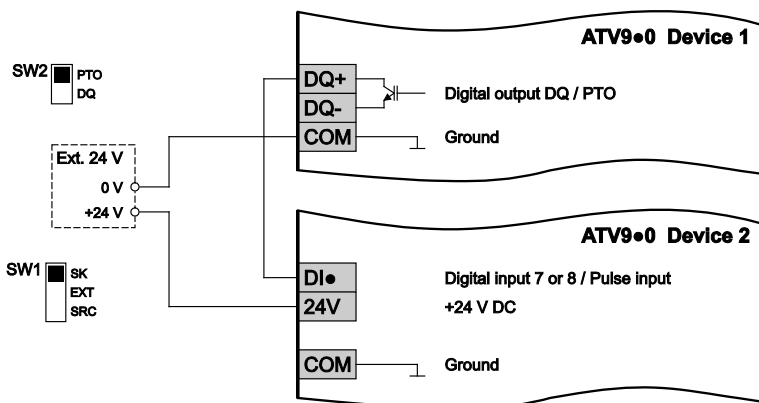 ATV9●0 Device 1
SW2
PTO
DQ
DQ+
DQ-
COM
Digital output DQ / PTO
Ground
Ext. 24 V
0 V
+24 V
ATV9●0 Device 2
SW1
SK
EXT
SRC
DI●
24V
COM
Digital input 7 or 8 / Pulse input
+24 V DC
Ground